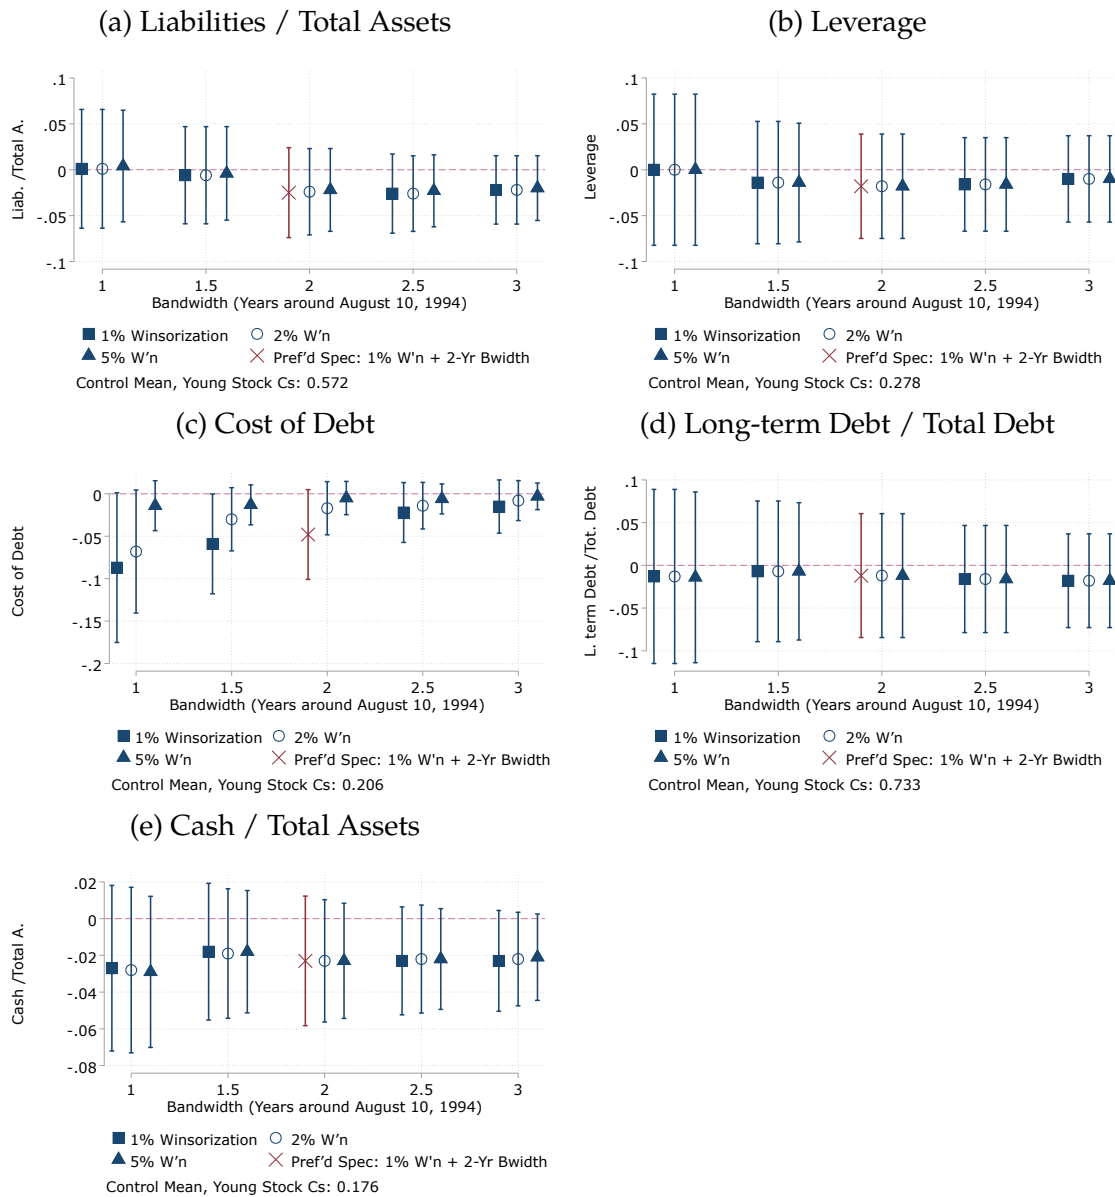 (a) Liabilities / Total Assets
.1
.05
0
-.05
-.1
Liab. /Total A.
1
1.5
2
2.5
3
Bandwidth (Years around August 10, 1994)
1% Winsorization
2% W'n
5% W'n
Pref'd Spec: 1% W'n + 2-Yr Bwidth
Control Mean, Young Stock Cs: 0.572
(b) Leverage
.1
.05
0
-.05
-.1
Leverage
1
1.5
2
2.5
3
Bandwidth (Years around August 10, 1994)
1% Winsorization
2% W'n
5% W'n
Pref'd Spec: 1% W'n + 2-Yr Bwidth
Control Mean, Young Stock Cs: 0.278
(c) Cost of Debt
0
-.05
-.1
-.15
-.2
Cost of Debt
1
1.5
2
2.5
3
Bandwidth (Years around August 10, 1994)
1% Winsorization
2% W'n
5% W'n
Pref'd Spec: 1% W'n + 2-Yr Bwidth
Control Mean, Young Stock Cs: 0.206
(d) Long-term Debt / Total Debt
.1
.05
0
-.05
-.1
L. term Debt /Tot. Debt
1
1.5
2
2.5
3
Bandwidth (Years around August 10, 1994)
1% Winsorization
2% W'n
5% W'n
Pref'd Spec: 1% W'n + 2-Yr Bwidth
Control Mean, Young Stock Cs: 0.733
(e) Cash / Total Assets
.02
0
-.02
-.04
-.06
-.08
Cash /Total A.
1
1.5
2
2.5
3
Bandwidth (Years around August 10, 1994)
1% Winsorization
2% W'n
5% W'n
Pref'd Spec: 1% W'n + 2-Yr Bwidth
Control Mean, Young Stock Cs: 0.176